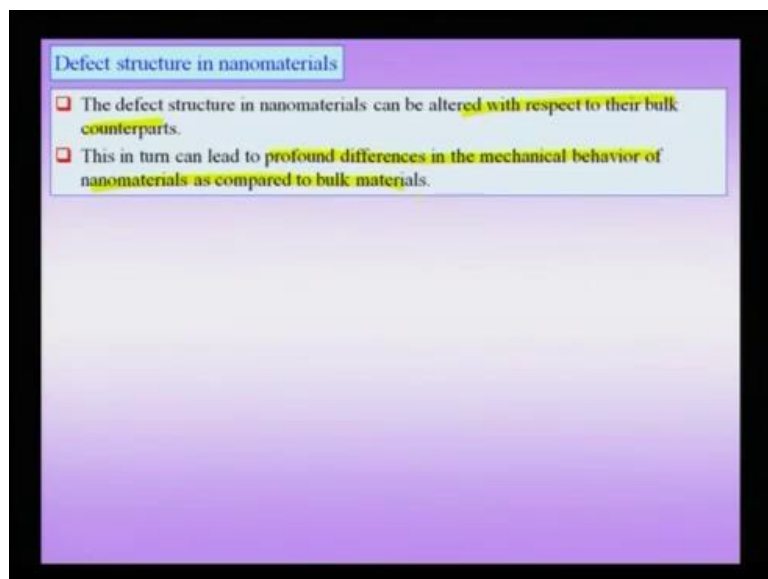 Defect structure in nanomaterials
The defect structure in nanomaterials can be altered with respect to their bulk
counterparts.
This in turn can lead to profound differences in the mechanical behavior of
nanomaterials as compared to bulk materials.